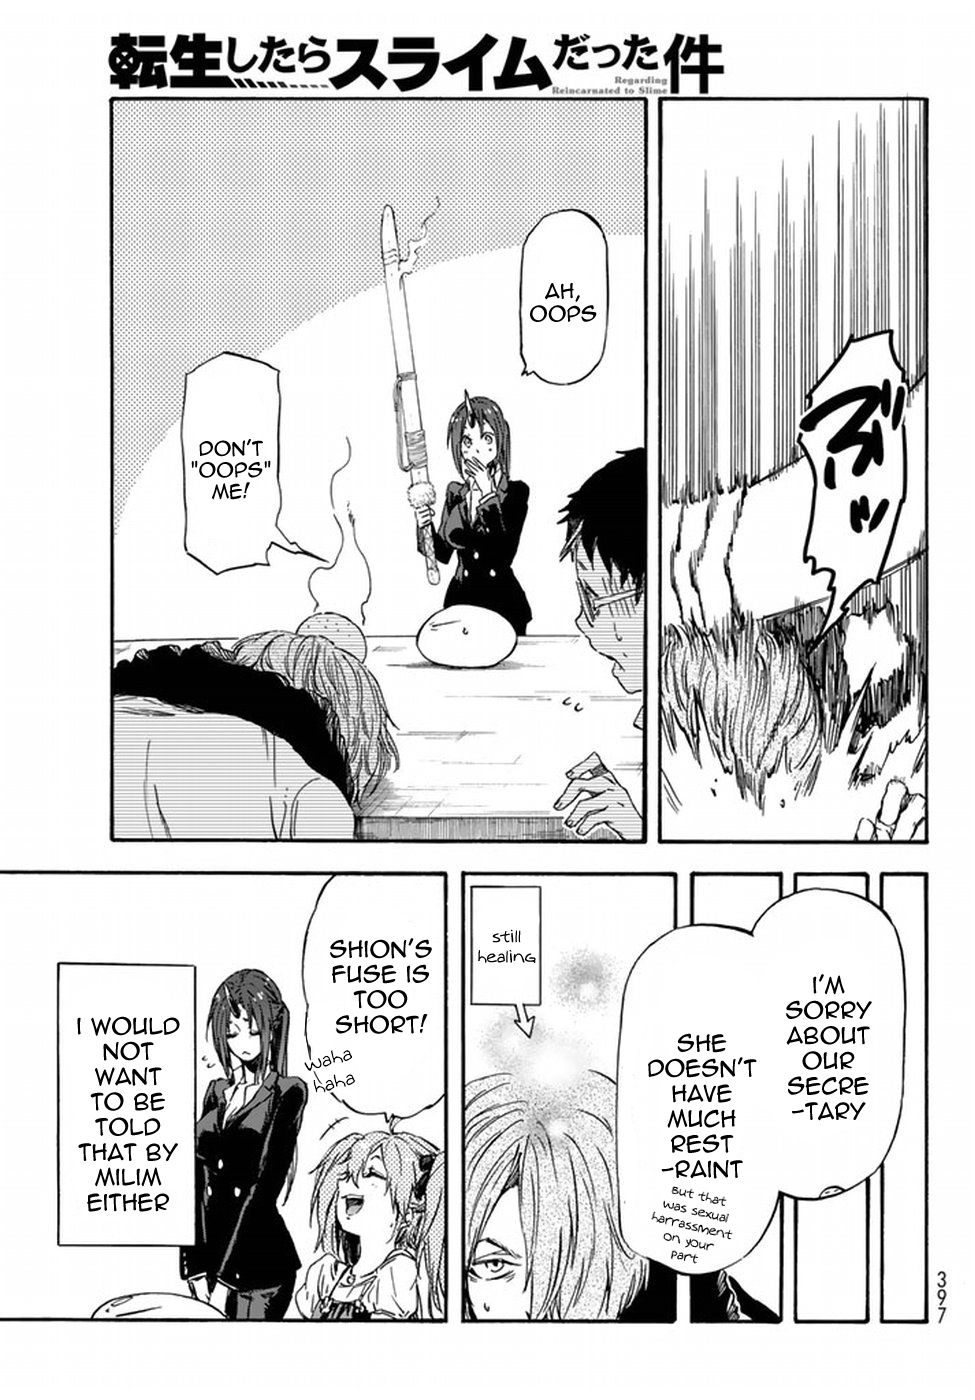 転生したらスライムだった件
Regarding
Reincarnated to Slime
AH,
OOPS
DON'T
"OOPS"
ME!
I'M
SORRY
ABOUT
OUR
SECRE
-TARY
SHE
DOESN'T
HAVE
MUCH
REST
-RAINT
But that
was sexual
harrassment
on your
part
still
healing
SHION'S
FUSE IS
TOO
SHORT!
waha
haha
I WOULD
NOT
WANT
TO BE
TOLD
THAT BY
MILIM
EITHER
397